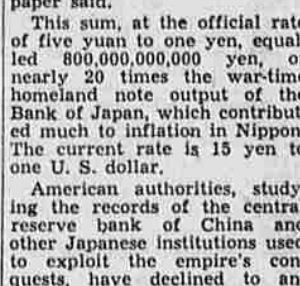 paper said.
This sum, at the official rate
of five yuan to one yen, equal-
led 800,000,000,000 yen, or
nearly 20 times the war-time
homeland note output of the
Bank of Japan, which contribut-
ed much to inflation in Nippon.
The current rate is 15 yen to
one U. S. dollar.
American authorities, study-
ing the records of the central
reserve bank of China and
other Japanese institutions used
to exploit the empire's con-
quests, have declined to an-